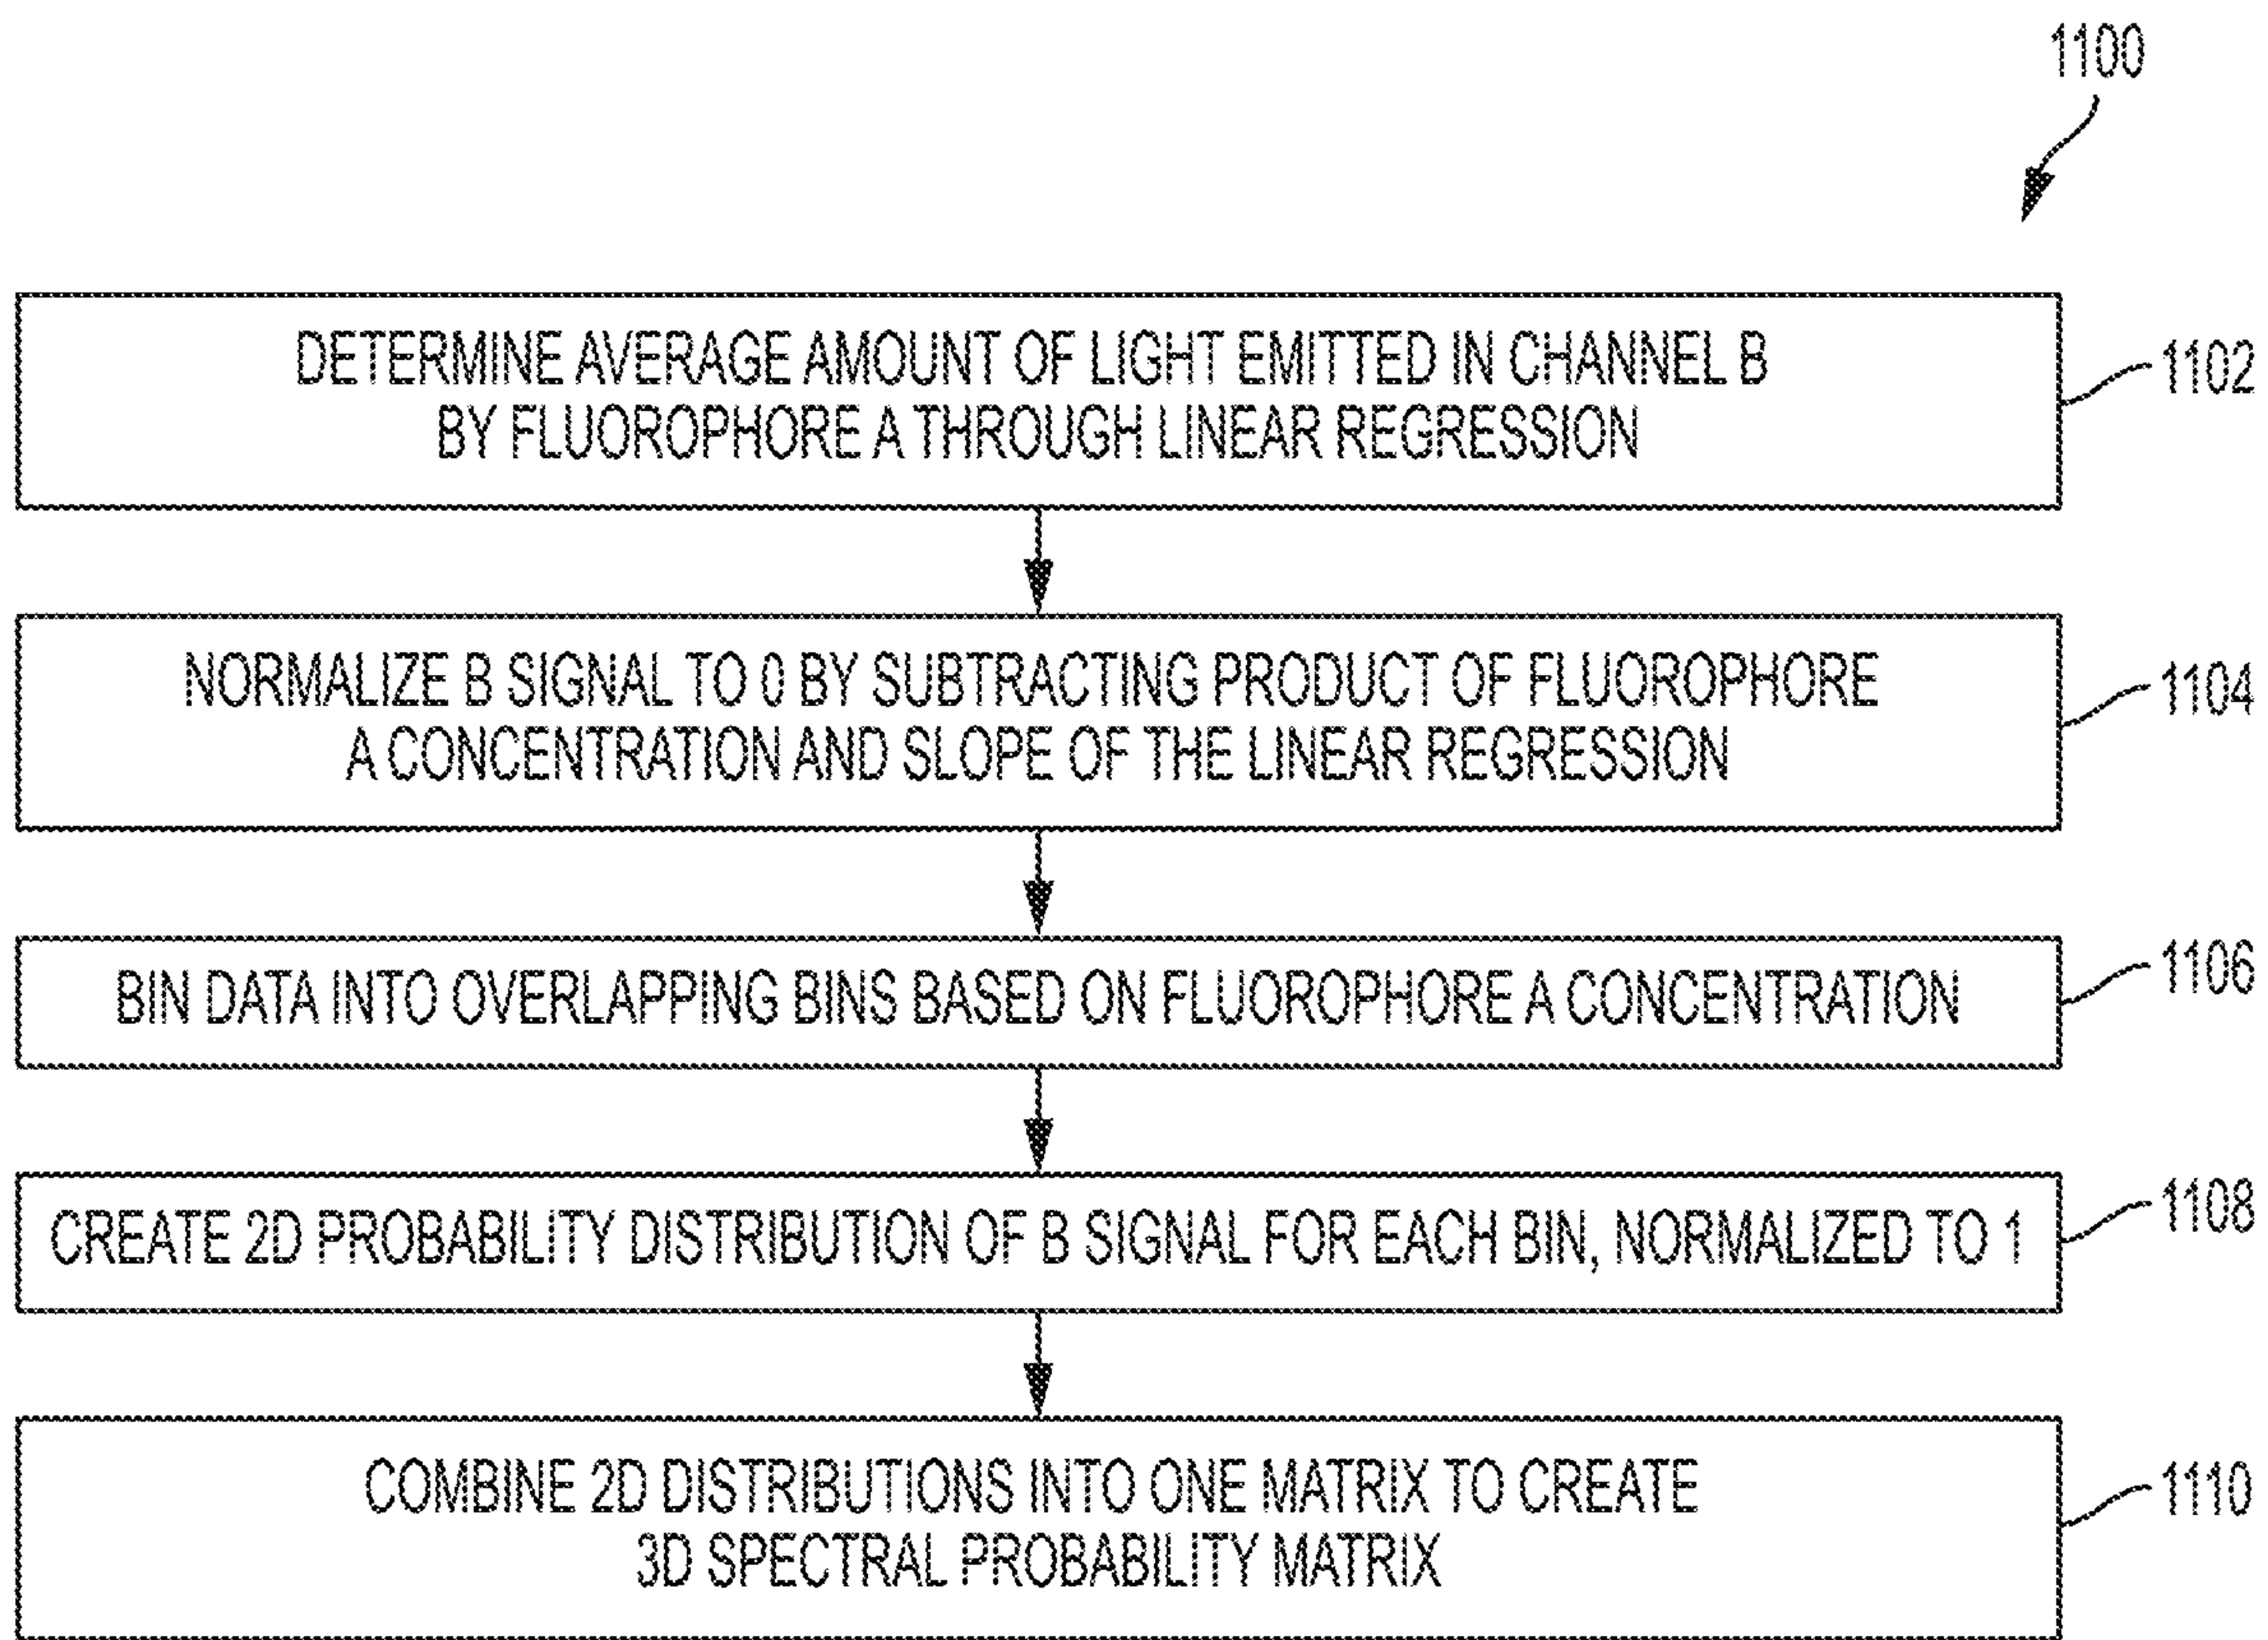 1100
DETERMINE AVERAGE AMOUNT OF LIGHT EMITTED IN CHANNEL B
BY FLUOROPHORE A THROUGH LINEAR REGRESSION
1102
NORMALIZE B SIGNAL TO 0 BY SUBTRACTING PRODUCT OF FLUOROPHORE
A CONCENTRATION AND SLOPE OF THE LINEAR REGRESSION
1104
BIN DATA INTO OVERLAPPING BINS BASED ON FLUOROPHORE A CONCENTRATION
1106
CREATE 2D PROBABILITY DISTRIBUTION OF B SIGNAL FOR EACH BIN, NORMALIZED TO 1
1108
COMBINE 2D DISTRIBUTIONS INTO ONE MATRIX TO CREATE
3D SPECTRAL PROBABILITY MATRIX
1110